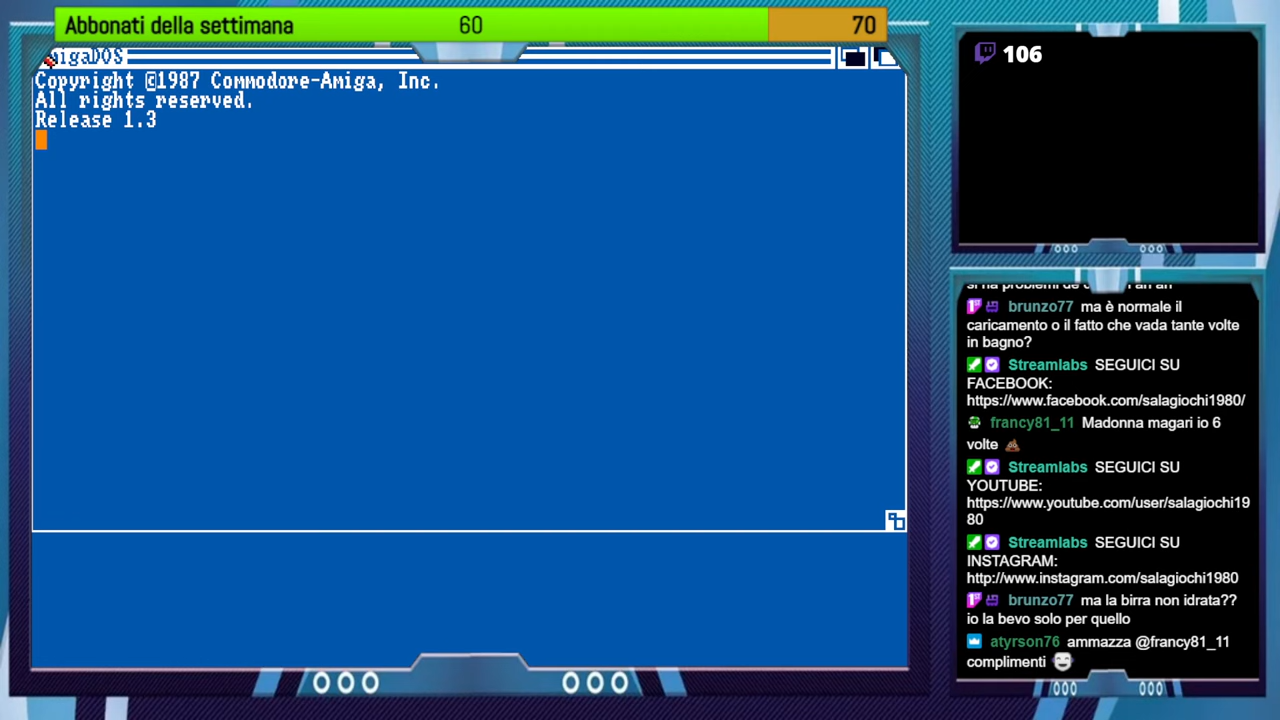 Abbonati della settimana 60 70
igaDOS
Copyright ©1987 Commodore-Amiga, Inc.
All rights reserved.
Release 1.3
106
brunzo77 ma è normale il
caricamento o il fatto che vada tante volte
in bagno?
Streamlabs SEGUICI SU
FACEBOOK:
https://www.facebook.com/salagiochi1980/
francy81_11 Madonna magari io 6
volte 💩
Streamlabs SEGUICI SU
YOUTUBE:
https://www.youtube.com/user/salagiochi19
80
Streamlabs SEGUICI SU
INSTAGRAM:
http://www.instagram.com/salagiochi1980
brunzo77 ma la birra non idrata??
io la bevo solo per quello
atyrson76 ammazza @francy81_11
complimenti